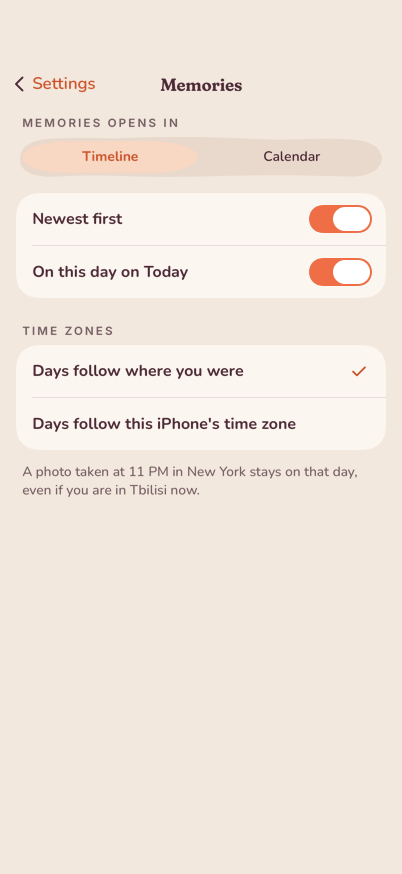 Settings
Memories
MEMORIES OPENS IN
Timeline
Calendar
Newest first
On this day on Today
TIME ZONES
Days follow where you were
Days follow this iPhone's time zone
A photo taken at 11 PM in New York stays on that day,
even if you are in Tbilisi now.